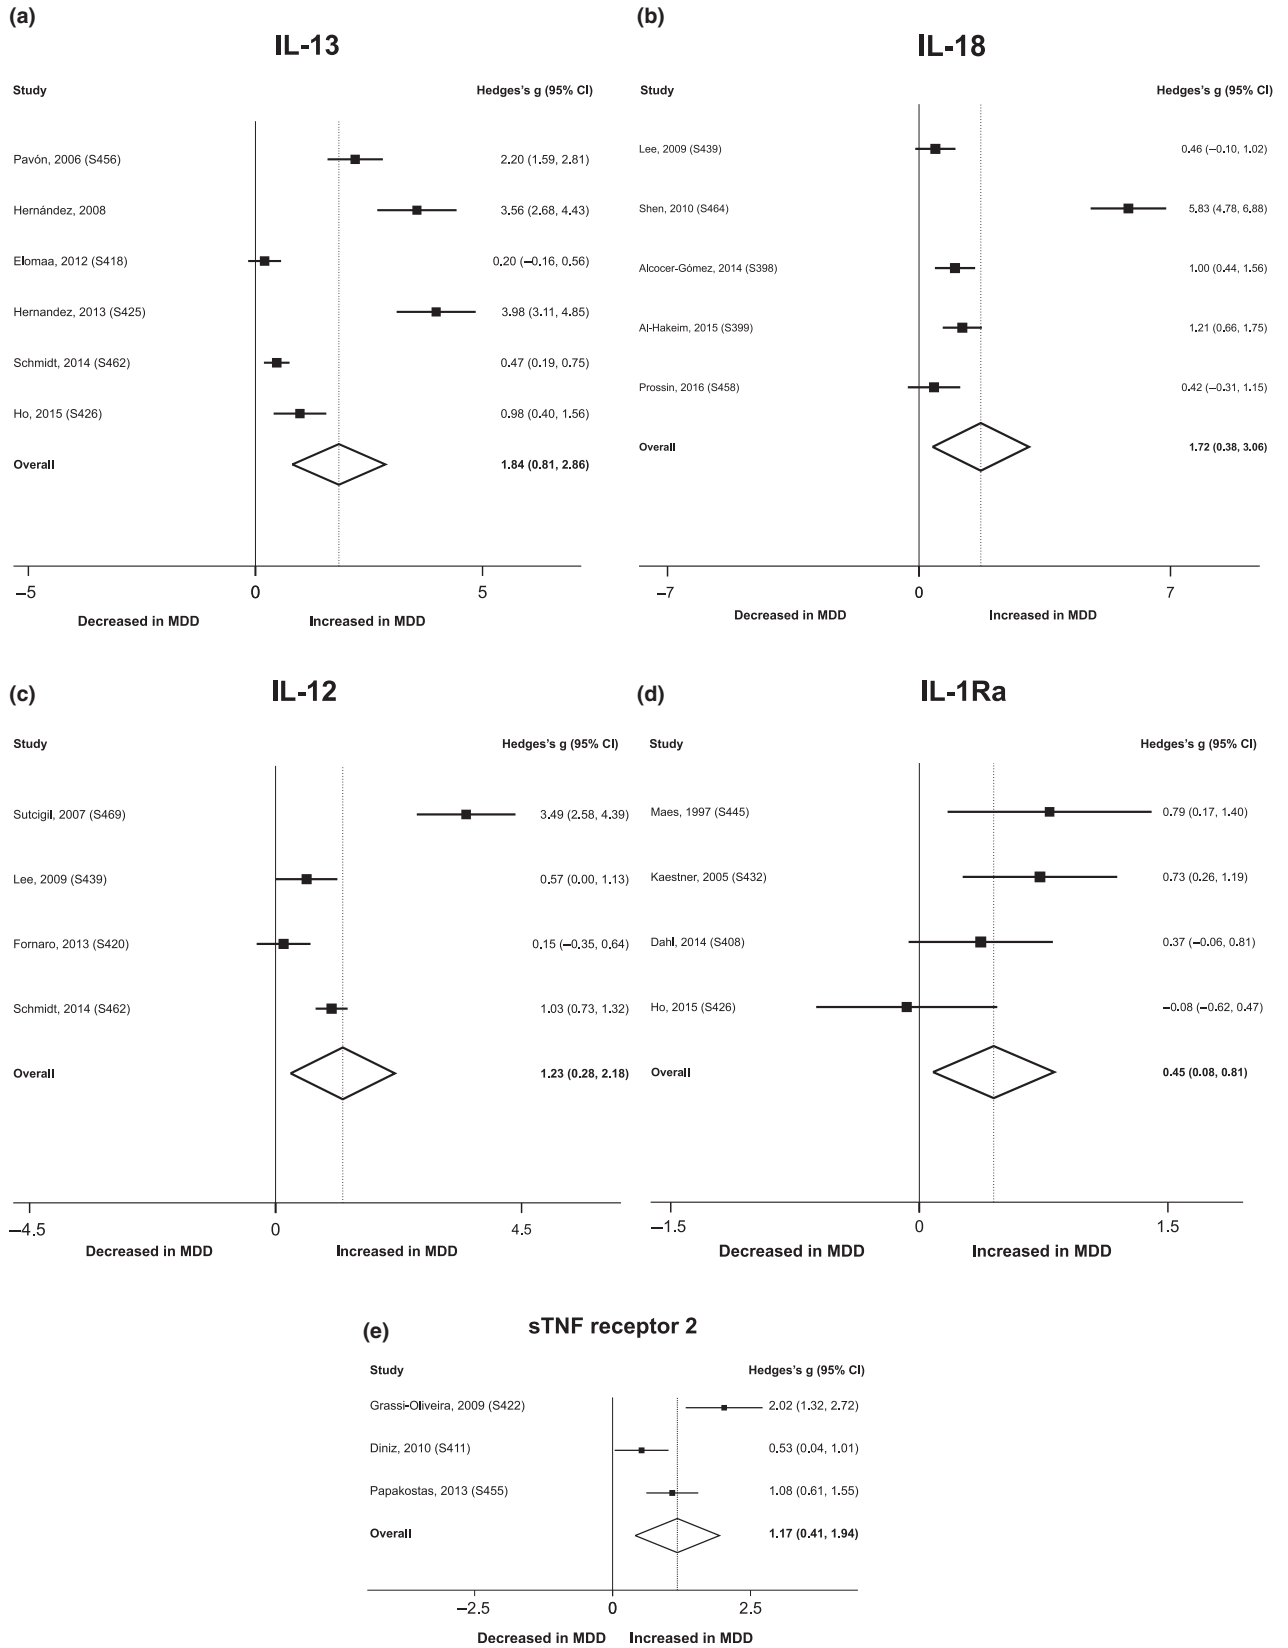 (a)
IL-13
Study
Hedges's g (95% CI)
Pavón, 2006 (S456)
2.20 (1.59, 2.81)
Hernández, 2008
3.56 (2.68, 4.43)
Elomaa, 2012 (S418)
0.20 (−0.16, 0.56)
Hernandez, 2013 (S425)
3.98 (3.11, 4.85)
Schmidt, 2014 (S462)
0.47 (0.19, 0.75)
Ho, 2015 (S426)
0.98 (0.40, 1.56)
Overall
1.84 (0.81, 2.86)
−5
0
5
Decreased in MDD
Increased in MDD
(b)
IL-18
Study
Hedges's g (95% CI)
Lee, 2009 (S439)
0.46 (−0.10, 1.02)
Shen, 2010 (S464)
5.83 (4.78, 6.88)
Alcocer-Gómez, 2014 (S398)
1.00 (0.44, 1.56)
Al-Hakeim, 2015 (S399)
1.21 (0.66, 1.75)
Prossin, 2016 (S458)
0.42 (−0.31, 1.15)
Overall
1.72 (0.38, 3.06)
−7
0
7
Decreased in MDD
Increased in MDD
(c)
IL-12
Study
Hedges's g (95% CI)
Sutcigil, 2007 (S469)
3.49 (2.58, 4.39)
Lee, 2009 (S439)
0.57 (0.00, 1.13)
Fornaro, 2013 (S420)
0.15 (−0.35, 0.64)
Schmidt, 2014 (S462)
1.03 (0.73, 1.32)
Overall
1.23 (0.28, 2.18)
−4.5
0
4.5
Decreased in MDD
Increased in MDD
(d)
IL-1Ra
Study
Hedges's g (95% CI)
Maes, 1997 (S445)
0.79 (0.17, 1.40)
Kaestner, 2005 (S432)
0.73 (0.26, 1.19)
Dahl, 2014 (S408)
0.37 (−0.06, 0.81)
Ho, 2015 (S426)
−0.08 (−0.62, 0.47)
Overall
0.45 (0.08, 0.81)
−1.5
0
1.5
Decreased in MDD
Increased in MDD
(e)
sTNF receptor 2
Study
Hedges's g (95% CI)
Grassi-Oliveira, 2009 (S422)
2.02 (1.32, 2.72)
Diniz, 2010 (S411)
0.53 (0.04, 1.01)
Papakostas, 2013 (S455)
1.08 (0.61, 1.55)
Overall
1.17 (0.41, 1.94)
−2.5
0
2.5
Decreased in MDD
Increased in MDD